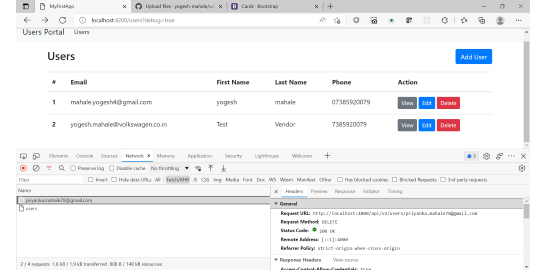 MyFirstApp
Upload files · yogesh-mahale/uc
Cards · Bootstrap
localhost:4200/users?debug=true
Users Portal Users
Users
Add User
# Email First Name Last Name Phone Action
1 mahale.yogesh4@gmail.com yogesh mahale 07385920079 View Edit Delete
2 yogesh.mahale@volkswagen.co.in Test Vendor 7385920079 View Edit Delete
Elements Console Sources Network Memory Application Security Lighthouse Welcome
3
Preserve log Disable cache No throttling
Filter Invert Hide data URLs All Fetch/XHR JS CSS Img Media Font Doc WS Wasm Manifest Other Has blocked cookies Blocked Requests 3rd-party requests
Name
Headers Preview Response Initiator Timing
priyanka.mahale78@gmail.com
users
General
Request URL: http://localhost:4000/api/v2/users/priyanka.mahale78@gmail.com
Request Method: DELETE
Status Code: 200 OK
Remote Address: [::1]:4000
Referrer Policy: strict-origin-when-cross-origin
Response Headers View source
Access-Control-Allow-Credentials: true
2 / 4 requests 1.6 kB / 1.9 kB transferred 808 B / 140 kB resources